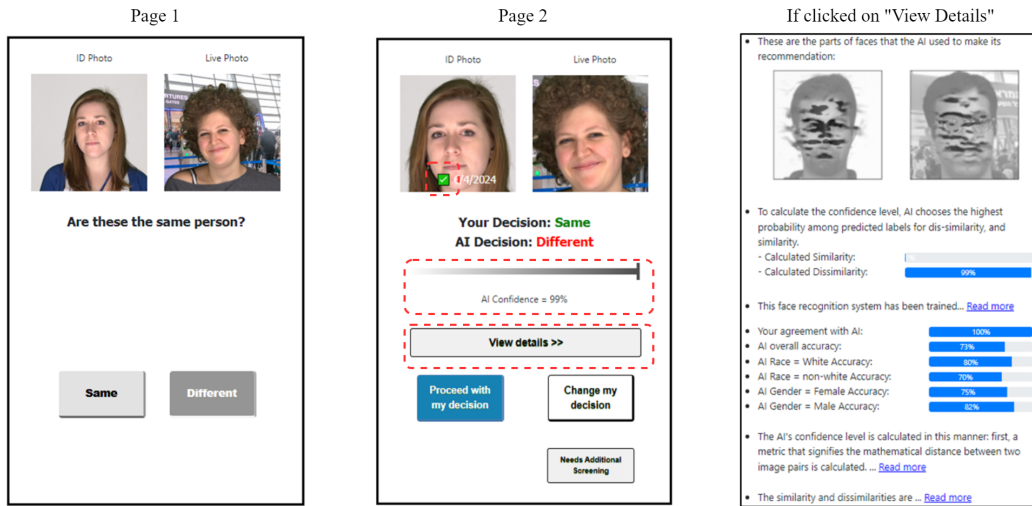 Page 1
ID Photo
Live Photo
Are these the same person?
Same
Different
Page 2
ID Photo
Live Photo
/4/2024
Your Decision: Same
AI Decision: Different
AI Confidence = 99%
View details >>
Proceed with
my decision
Change my
decision
Needs Additional
Screening
If clicked on "View Details"
• These are the parts of faces that the AI used to make its
recommendation:
• To calculate the confidence level, AI chooses the highest
probability among predicted labels for dis-similarity, and
similarity.
- Calculated Similarity:
- Calculated Dissimilarity: 99%
• This face recognition system has been trained... Read more
• Your agreement with AI: 100%
• AI overall accuracy: 73%
• AI Race = White Accuracy: 80%
• AI Race = non-white Accuracy: 70%
• AI Gender = Female Accuracy: 75%
• AI Gender = Male Accuracy: 82%
• The AI's confidence level is calculated in this manner: first, a
metric that signifies the mathematical distance between two
image pairs is calculated. ... Read more
• The similarity and dissimilarities are ... Read more